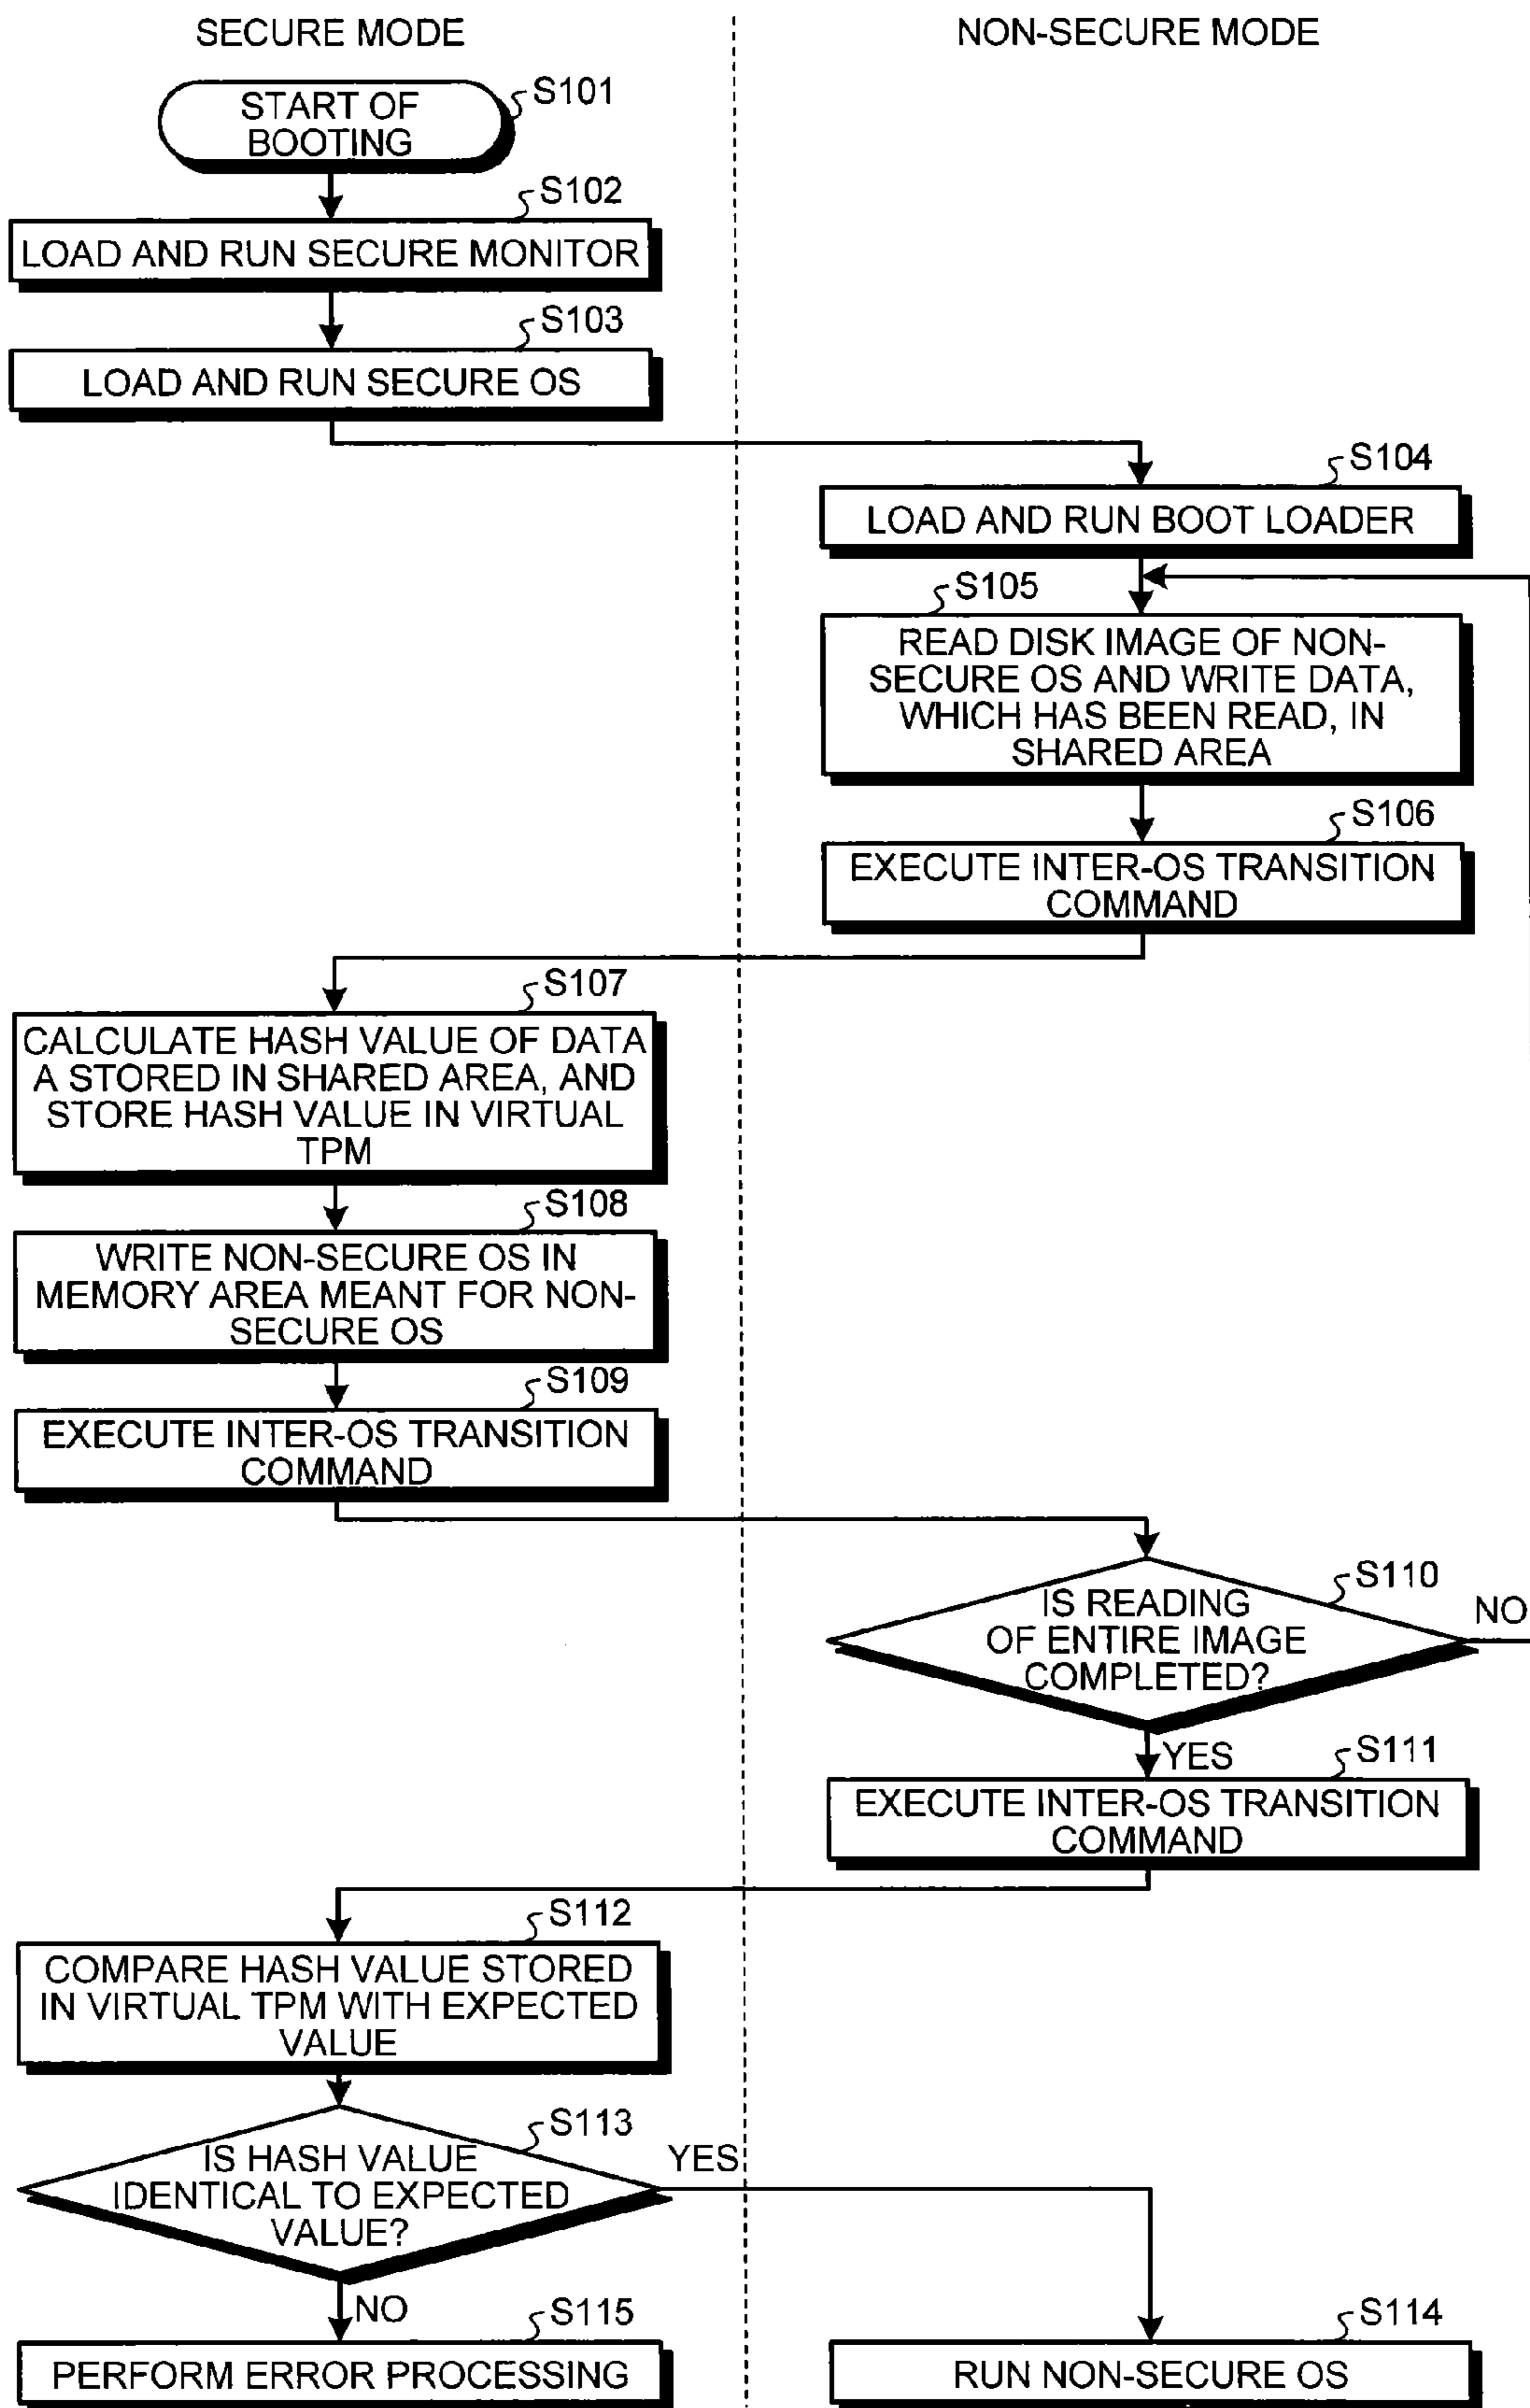 SECURE MODE
NON-SECURE MODE
START OF
BOOTING
S101
S102
LOAD AND RUN SECURE MONITOR
S103
LOAD AND RUN SECURE OS
S104
LOAD AND RUN BOOT LOADER
S105
READ DISK IMAGE OF NON-
SECURE OS AND WRITE DATA,
WHICH HAS BEEN READ, IN
SHARED AREA
S106
EXECUTE INTER-OS TRANSITION
COMMAND
S107
CALCULATE HASH VALUE OF DATA
A STORED IN SHARED AREA, AND
STORE HASH VALUE IN VIRTUAL
TPM
S108
WRITE NON-SECURE OS IN
MEMORY AREA MEANT FOR NON-
SECURE OS
S109
EXECUTE INTER-OS TRANSITION
COMMAND
S110
IS READING
OF ENTIRE IMAGE
COMPLETED?
NO
YES
S111
EXECUTE INTER-OS TRANSITION
COMMAND
S112
COMPARE HASH VALUE STORED
IN VIRTUAL TPM WITH EXPECTED
VALUE
S113
IS HASH VALUE
IDENTICAL TO EXPECTED
VALUE?
YES
NO
S115
PERFORM ERROR PROCESSING
S114
RUN NON-SECURE OS